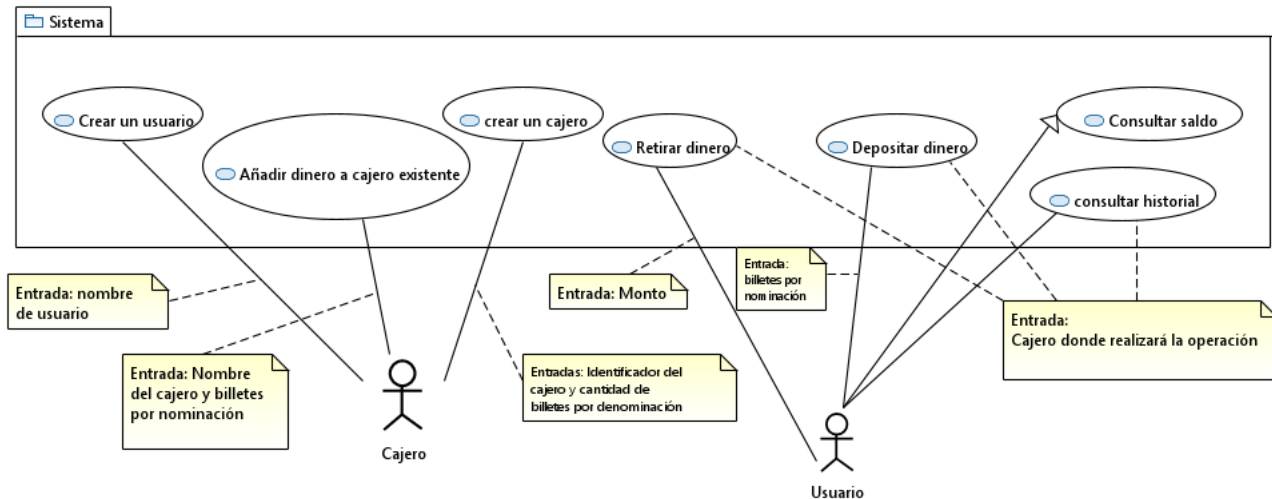 Sistema
Crear un usuario
crear un cajero
Consultar saldo
Retirar dinero
Depositar dinero
Añadir dinero a cajero existente
consultar historial
Entrada: nombre
de usuario
Entrada: Monto
Entrada:
billetes por
nominación
Entrada:
Cajero donde realizará la operación
Entrada: Nombre
del cajero y billetes
por nominación
Entradas: Identificador del
cajero y cantidad de
billetes por denominación
Cajero
Usuario